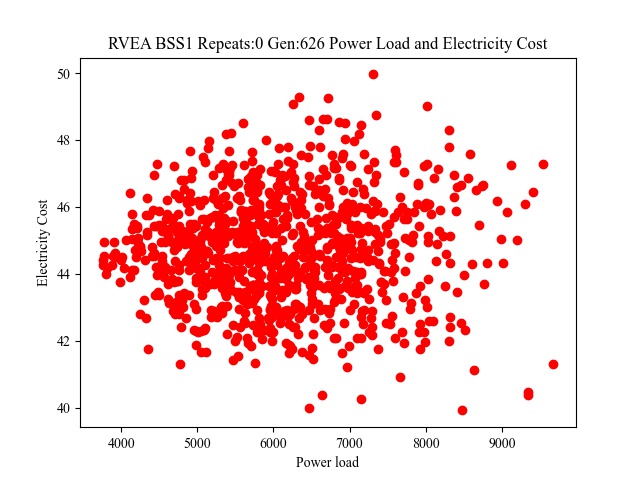 RVEA BSS1 Repeats:0 Gen:626 Power Load and Electricity Cost
50
48
46
44
42
40
Electricity Cost
4000 5000 6000 7000 8000 9000
Power load